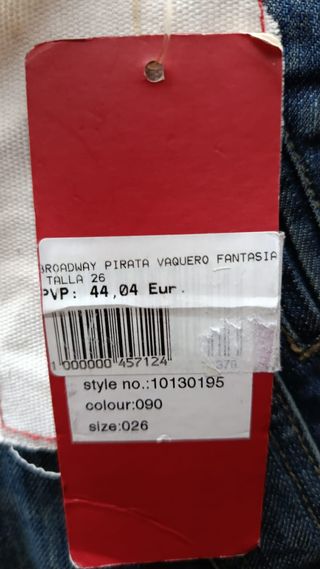 BROADWAY PIRATA VAQUERO FANTASIA
TALLA 26
PVP: 44,04 Eur.
1 000000 457124
376
style no.:10130195
colour:090
size:026